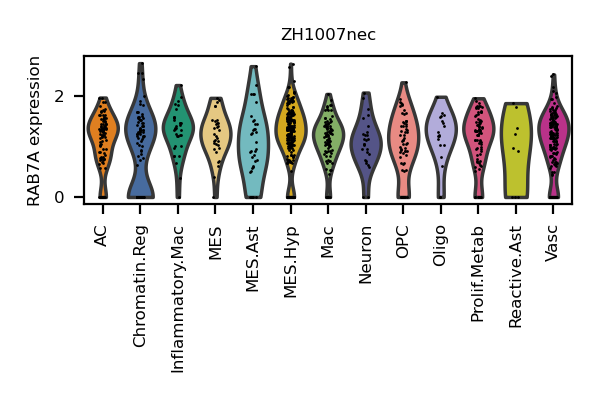 ZH1007nec
RAB7A expression
2
0
AC
Chromatin.Reg
Inflammatory.Mac
MES
MES.Ast
MES.Hyp
Mac
Neuron
OPC
Oligo
Prolif.Metab
Reactive.Ast
Vasc